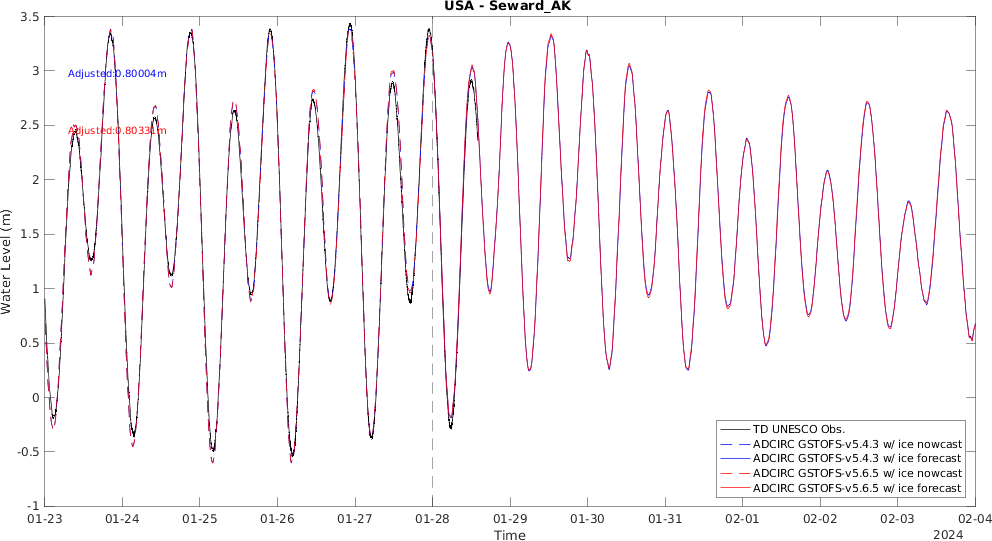 USA - Seward_AK
3.5
3
2.5
2
1.5
1
0.5
0
-0.5
-1
Water Level (m)
Adjusted:0.80004m
Adjusted:0.80331m
TD UNESCO Obs.
ADCIRC GSTOFS-v5.4.3 w/ ice nowcast
ADCIRC GSTOFS-v5.4.3 w/ ice forecast
ADCIRC GSTOFS-v5.6.5 w/ ice nowcast
ADCIRC GSTOFS-v5.6.5 w/ ice forecast
01-23 01-24 01-25 01-26 01-27 01-28 01-29 01-30 01-31 02-01 02-02 02-03 02-04
Time
2024